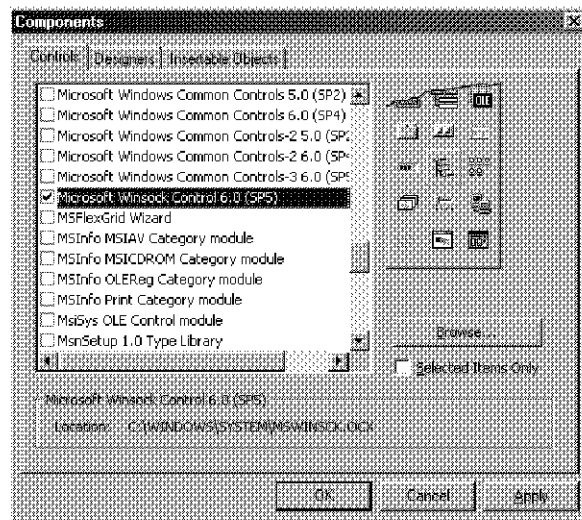 Components
Controls Designers Insertable Objects
Microsoft Windows Common Controls 5.0 (SP2)
Microsoft Windows Common Controls 6.0 (SP4)
Microsoft Windows Common Controls-2 5.0 (SP
Microsoft Windows Common Controls-2 6.0 (SP
Microsoft Windows Common Controls-3 6.0 (SP
Microsoft Winsock Control 6.0 (SP5)
MSFlexGrid Wizard
MSInfo MSIAV Category module
MSInfo MSICDROM Category module
MSInfo OLEReg Category module
MSInfo Print Category module
MsiSys OLE Control module
MsnSetup 1.0 Type Library
OLE
Browse...
Selected Items Only
Microsoft Winsock Control 6.0 (SP5)
Location: C:\WINDOWS\SYSTEM\MSWINSCK.OCX
OK Cancel Apply